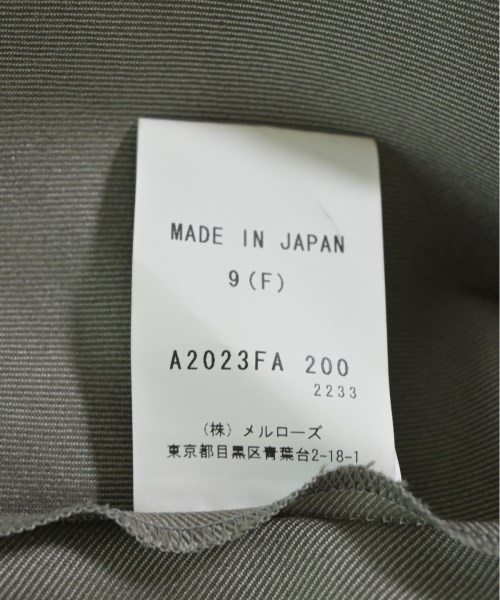 MADE IN JAPAN
9(F)
A2023FA 200
2233
(株) メルローズ
東京都目黒区青葉台2-18-1